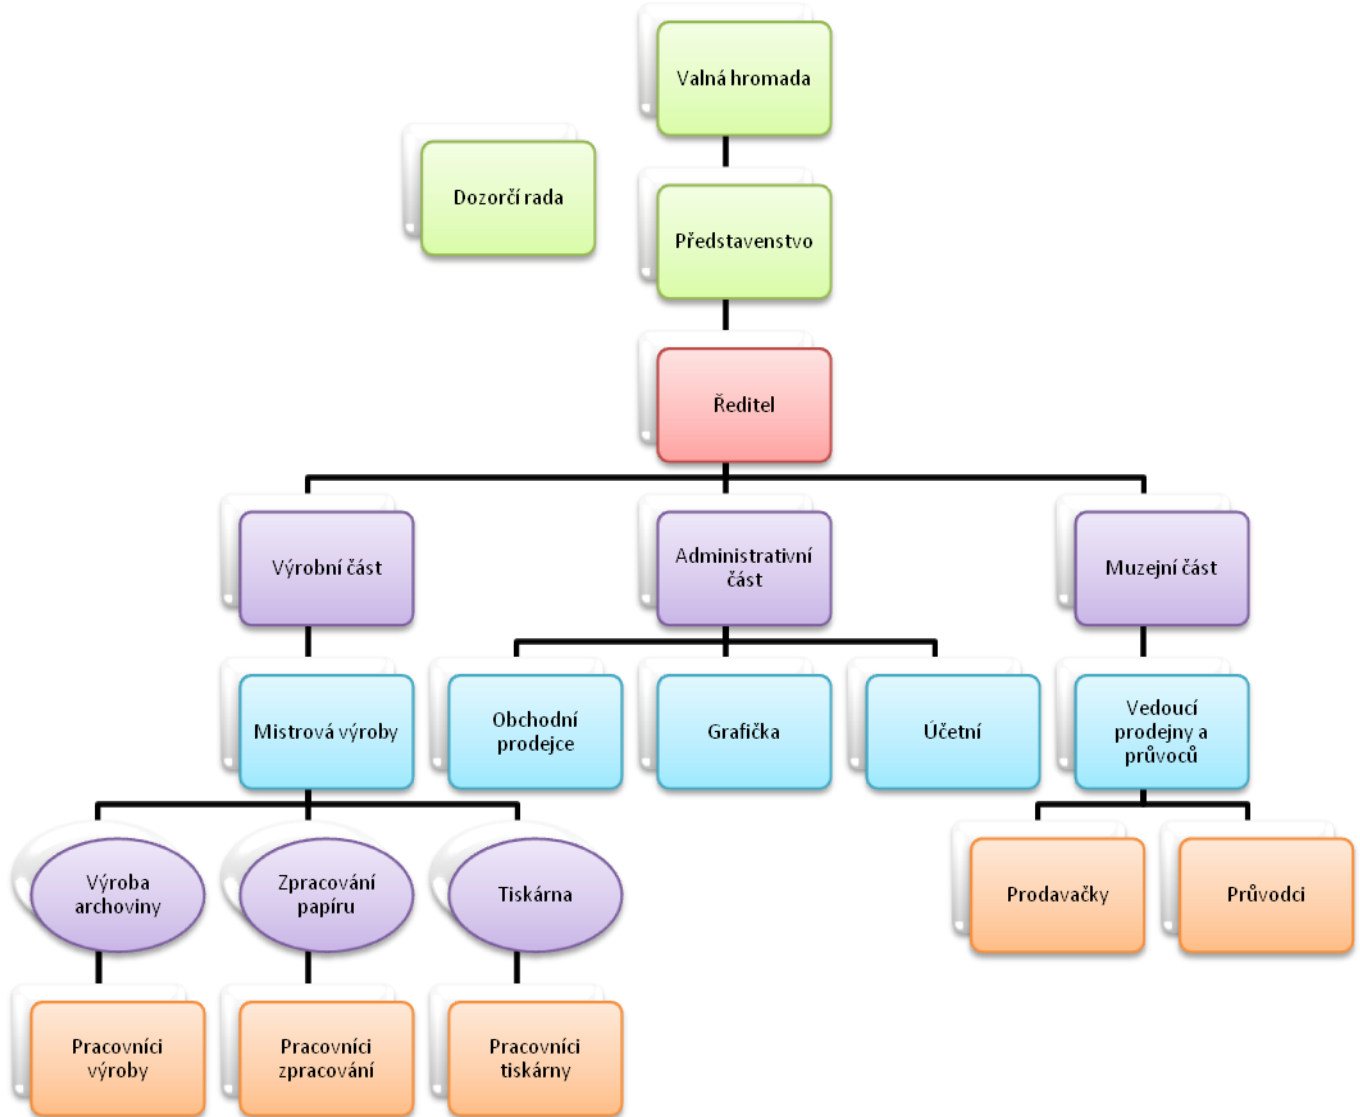 Valná hromada
Dozorčí rada
Představenstvo
Ředitel
Výrobní část
Administrativní
část
Muzejní část
Mistrová výroby
Obchodní
prodejce
Grafička
Účetní
Vedoucí
prodejny a
průvoců
Výroba
archoviny
Zpracování
papíru
Tiskárna
Prodavačky
Průvodci
Pracovníci
výroby
Pracovníci
zpracování
Pracovníci
tiskárny